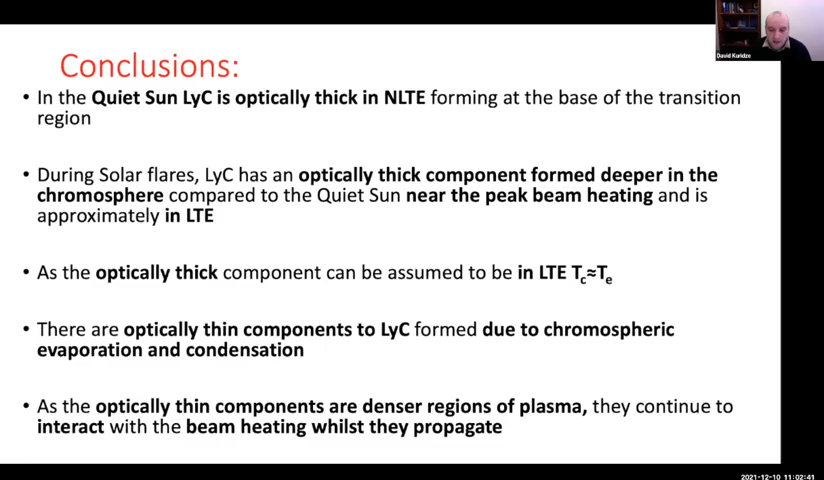 David Kuridze
Conclusions:
• In the Quiet Sun LyC is optically thick in NLTE forming at the base of the transition
region
• During Solar flares, LyC has an optically thick component formed deeper in the
chromosphere compared to the Quiet Sun near the peak beam heating and is
approximately in LTE
• As the optically thick component can be assumed to be in LTE Tc≈Te
• There are optically thin components to LyC formed due to chromospheric
evaporation and condensation
• As the optically thin components are denser regions of plasma, they continue to
interact with the beam heating whilst they propagate
2021-12-10 11:02:41